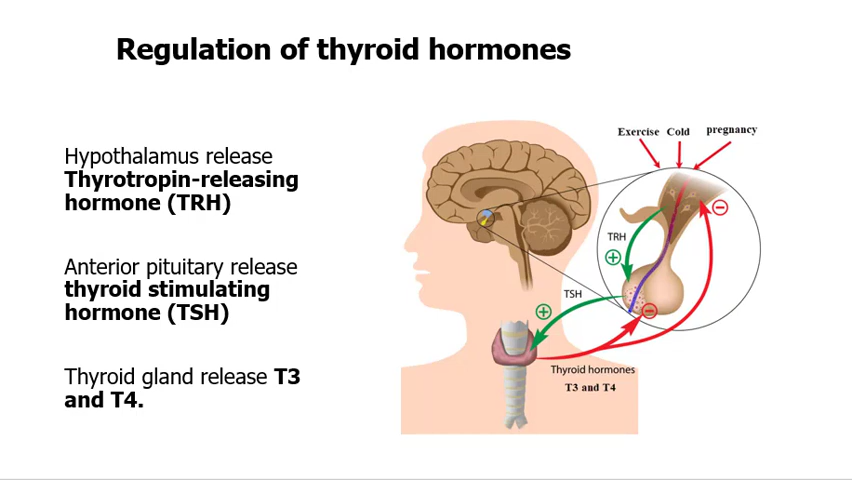 Regulation of thyroid hormones
Hypothalamus release
Thyrotropin-releasing
hormone (TRH)
Anterior pituitary release
thyroid stimulating
hormone (TSH)
Thyroid gland release T3
and T4.
Exercise Cold pregnancy
TRH
TSH
Thyroid hormones
T3 and T4